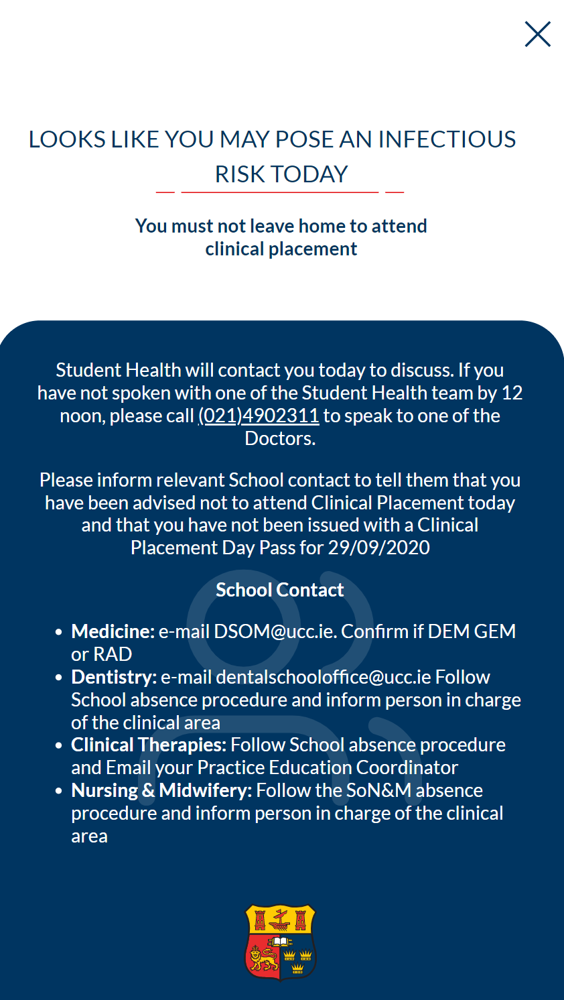 LOOKS LIKE YOU MAY POSE AN INFECTIOUS
RISK TODAY
You must not leave home to attend
clinical placement
Student Health will contact you today to discuss. If you
have not spoken with one of the Student Health team by 12
noon, please call (021)4902311 to speak to one of the
Doctors.
Please inform relevant School contact to tell them that you
have been advised not to attend Clinical Placement today
and that you have not been issued with a Clinical
Placement Day Pass for 29/09/2020
School Contact
• Medicine: e-mail DSOM@ucc.ie. Confirm if DEM GEM
or RAD
• Dentistry: e-mail dentalschooloffice@ucc.ie Follow
School absence procedure and inform person in charge
of the clinical area
• Clinical Therapies: Follow School absence procedure
and Email your Practice Education Coordinator
• Nursing & Midwifery: Follow the SoN&M absence
procedure and inform person in charge of the clinical
area